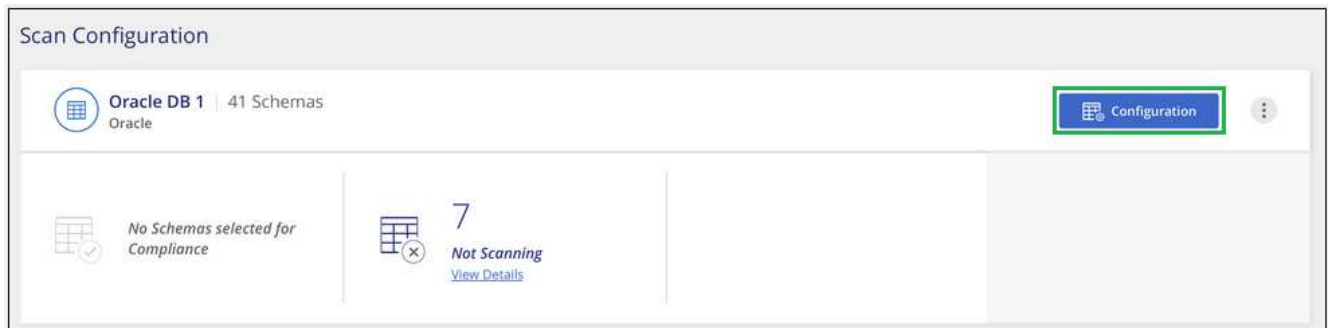 Scan Configuration
Oracle DB 1 | 41 Schemas
Oracle
Configuration
No Schemas selected for
Compliance
7
Not Scanning
View Details